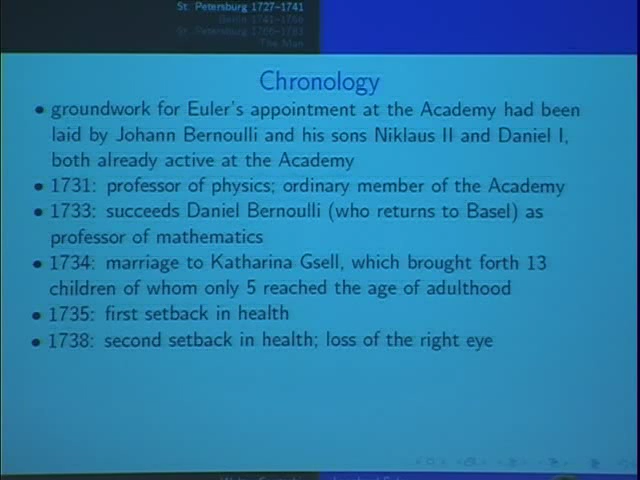 St. Petersburg 1727–1741
Berlin 1741–1766
St. Petersburg 1766–1783
The Man
Chronology
• groundwork for Euler's appointment at the Academy had been
laid by Johann Bernoulli and his sons Niklaus II and Daniel I,
both already active at the Academy
• 1731: professor of physics; ordinary member of the Academy
• 1733: succeeds Daniel Bernoulli (who returns to Basel) as
professor of mathematics
• 1734: marriage to Katharina Gsell, which brought forth 13
children of whom only 5 reached the age of adulthood
• 1735: first setback in health
• 1738: second setback in health; loss of the right eye